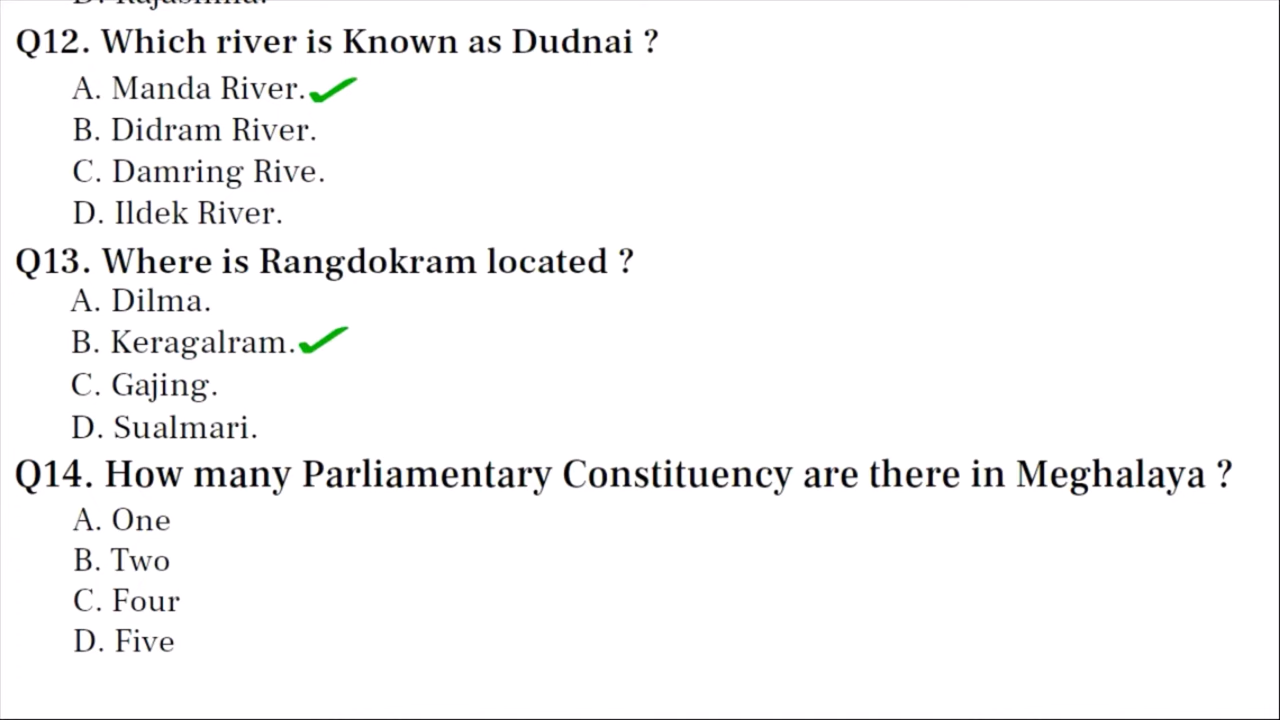 Q12. Which river is Known as Dudnai ?
A. Manda River.
B. Didram River.
C. Damring Rive.
D. Ildek River.
Q13. Where is Rangdokram located ?
A. Dilma.
B. Keragalram.
C. Gajing.
D. Sualmari.
Q14. How many Parliamentary Constituency are there in Meghalaya ?
A. One
B. Two
C. Four
D. Five